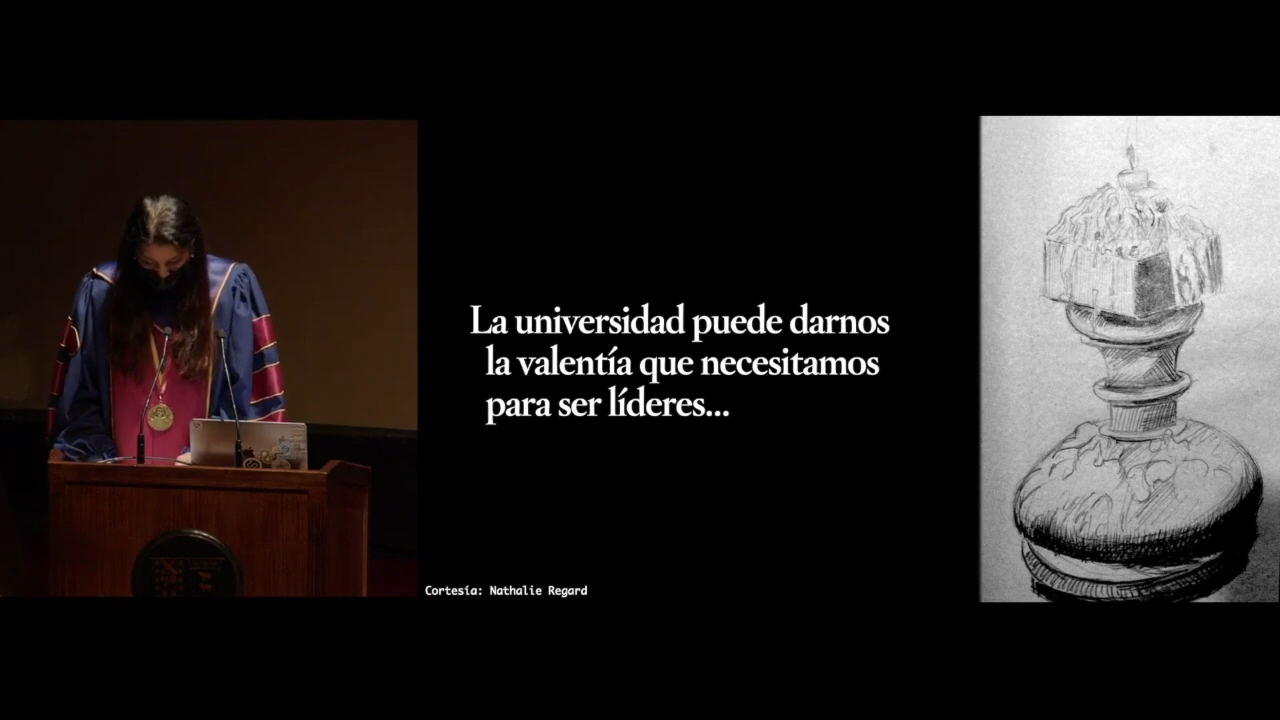 La universidad puede darnos
la valentía que necesitamos
para ser líderes...
Cortesía: Nathalie Regard